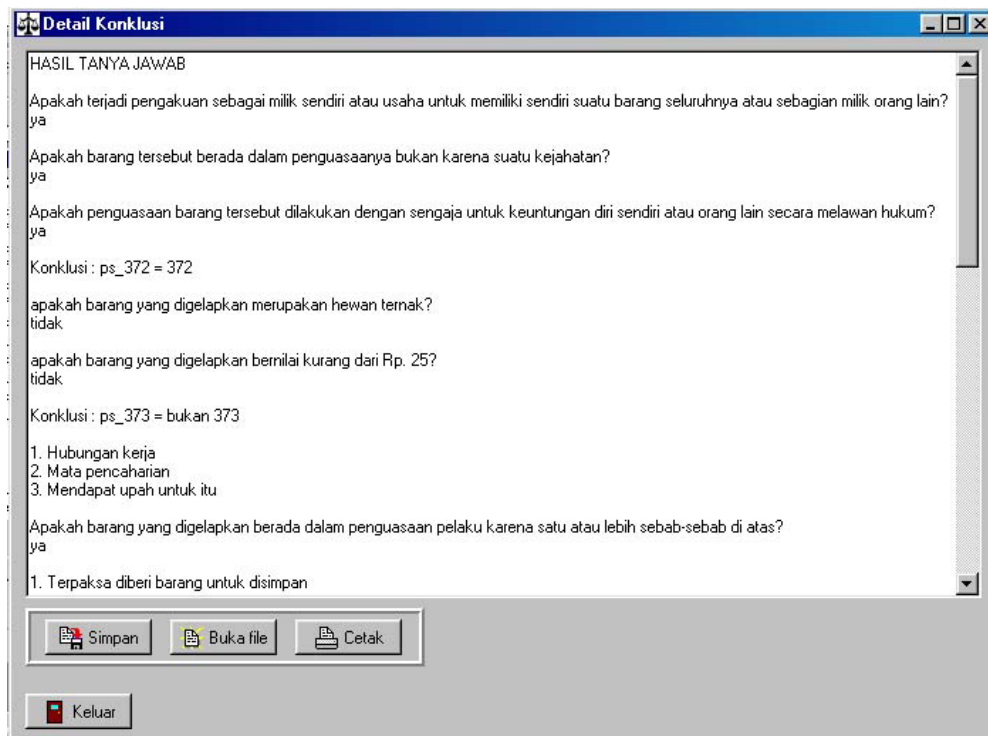 Detail Konklusi
HASIL TANYA JAWAB
Apakah terjadi pengakuan sebagai milik sendiri atau usaha untuk memiliki sendiri suatu barang seluruhnya atau sebagian milik orang lain?
ya
Apakah barang tersebut berada dalam penguasaanya bukan karena suatu kejahatan?
ya
Apakah penguasaan barang tersebut dilakukan dengan sengaja untuk keuntungan diri sendiri atau orang lain secara melawan hukum?
ya
Konklusi : ps_372 = 372
apakah barang yang digelapkan merupakan hewan ternak?
tidak
apakah barang yang digelapkan bernilai kurang dari Rp. 25?
tidak
Konklusi : ps_373 = bukan 373
1. Hubungan kerja
2. Mata pencaharian
3. Mendapat upah untuk itu
Apakah barang yang digelapkan berada dalam penguasaan pelaku karena satu atau lebih sebab-sebab di atas?
ya
1. Terpaksa diberi barang untuk disimpan
Simpan
Buka file
Cetak
Keluar